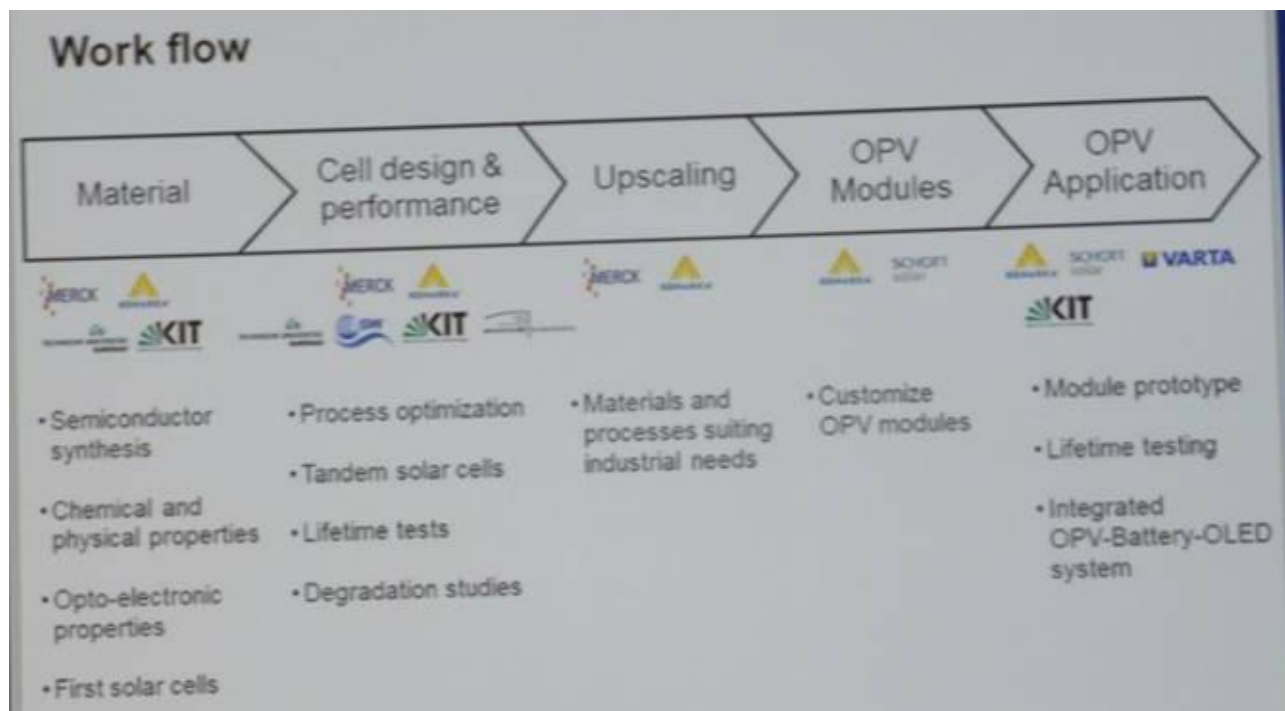 Work flow
Material
Cell design &
performance
Upscaling
OPV
Modules
OPV
Application
MERCK
MERCK
MERCK
SCHOTT
solar
SCHOTT
solar
VARTA
KIT
KIT
KIT
• Semiconductor
synthesis
• Chemical and
physical properties
• Opto-electronic
properties
• First solar cells
• Process optimization
• Tandem solar cells
• Lifetime tests
• Degradation studies
• Materials and
processes suiting
industrial needs
• Customize
OPV modules
• Module prototype
• Lifetime testing
• Integrated
OPV-Battery-OLED
system